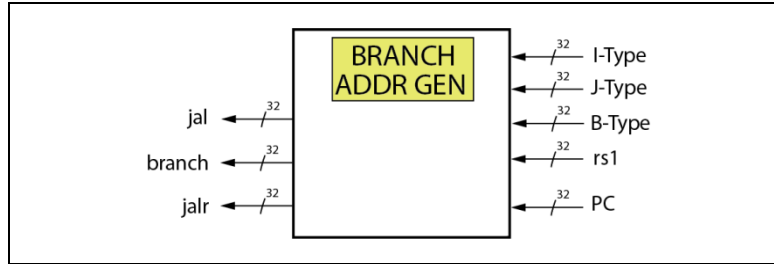 BRANCH
ADDR GEN
32
I-Type
32
J-Type
32
B-Type
32
rs1
32
PC
jal
32
branch
32
jalr
32